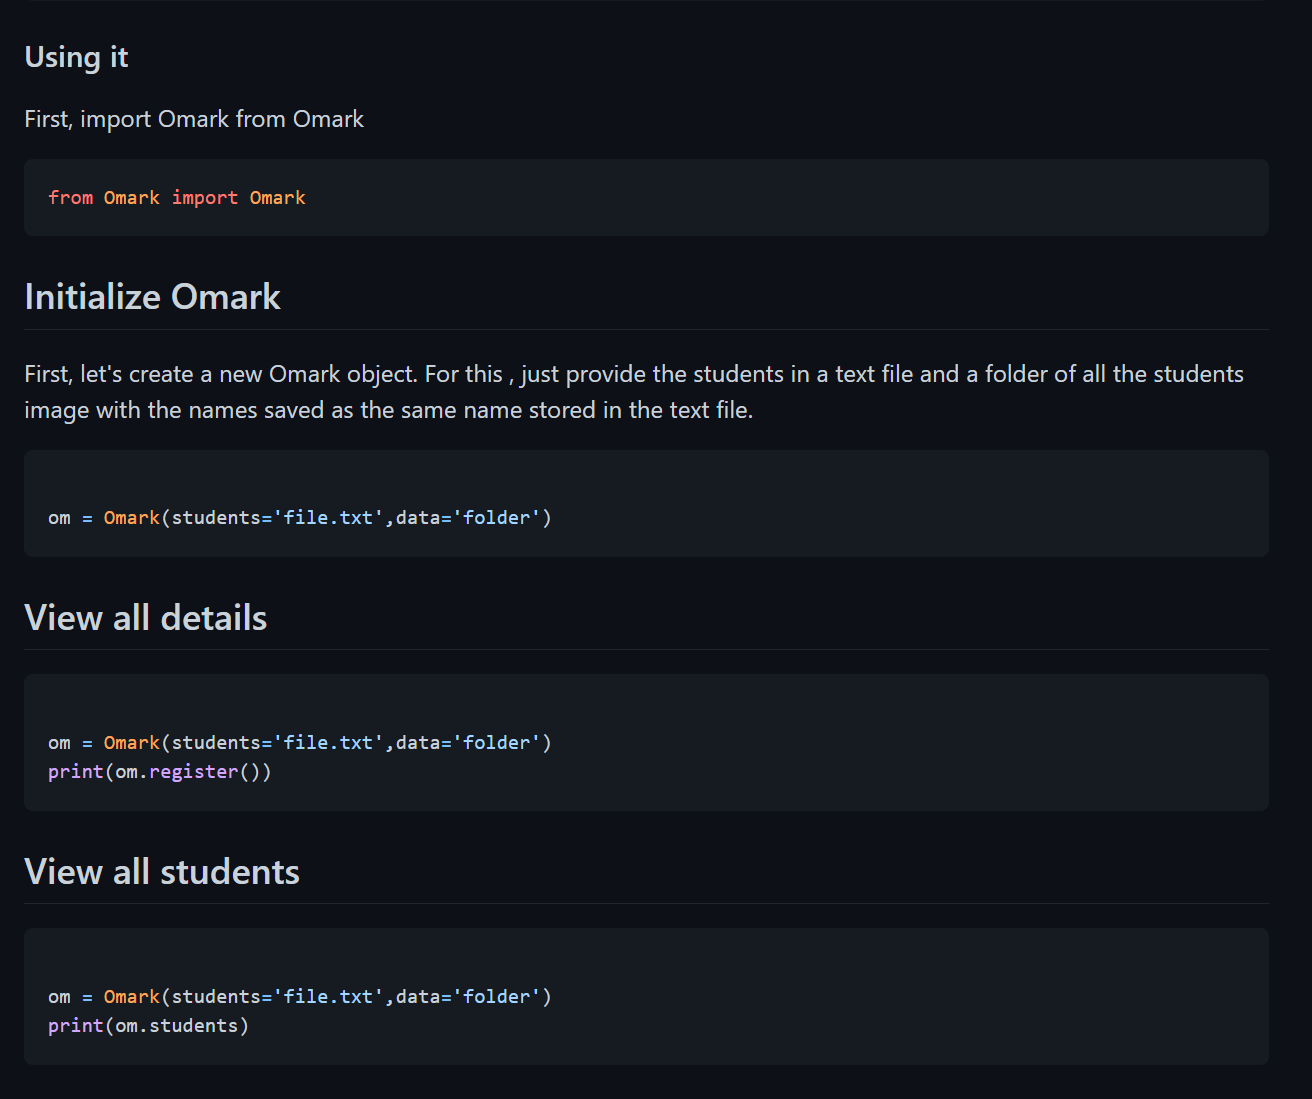 Using it
First, import Omark from Omark
from Omark import Omark
Initialize Omark
First, let's create a new Omark object. For this , just provide the students in a text file and a folder of all the students
image with the names saved as the same name stored in the text file.
om = Omark(students='file.txt',data='folder')
View all details
om = Omark(students='file.txt',data='folder')
print(om.register())
View all students
om = Omark(students='file.txt',data='folder')
print(om.students)